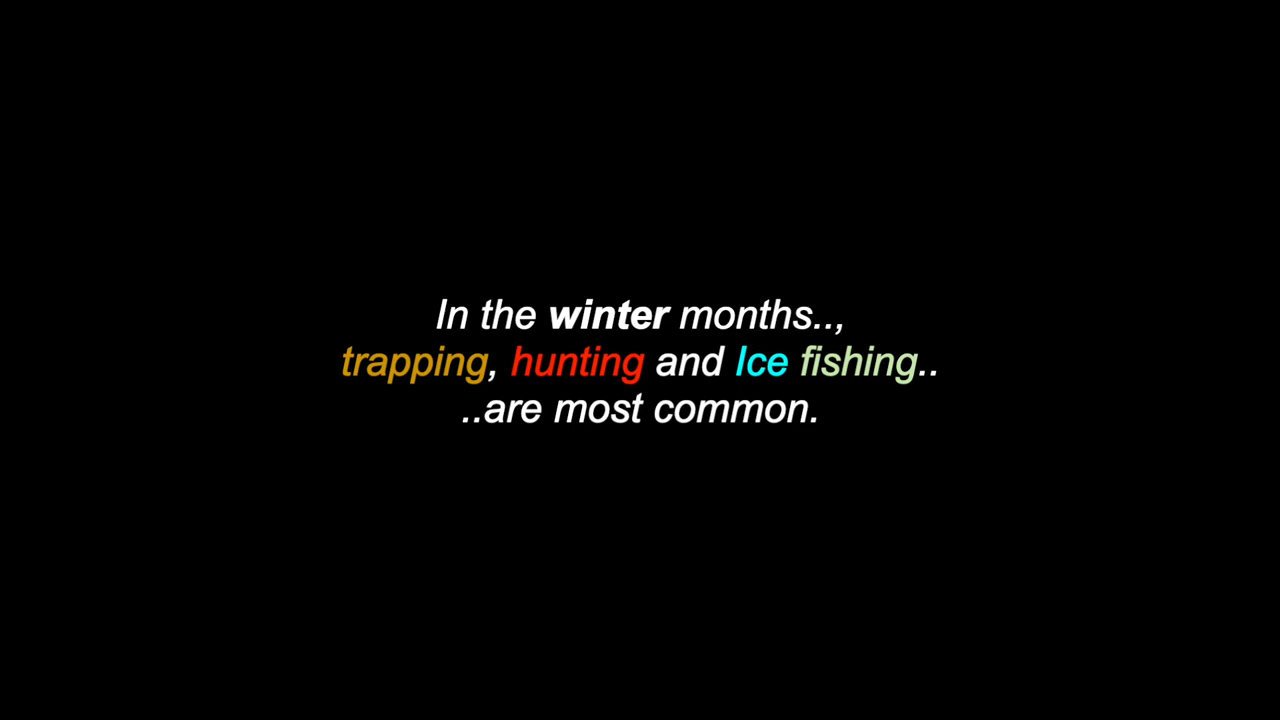 In the winter months..,
trapping, hunting and Ice fishing..
..are most common.